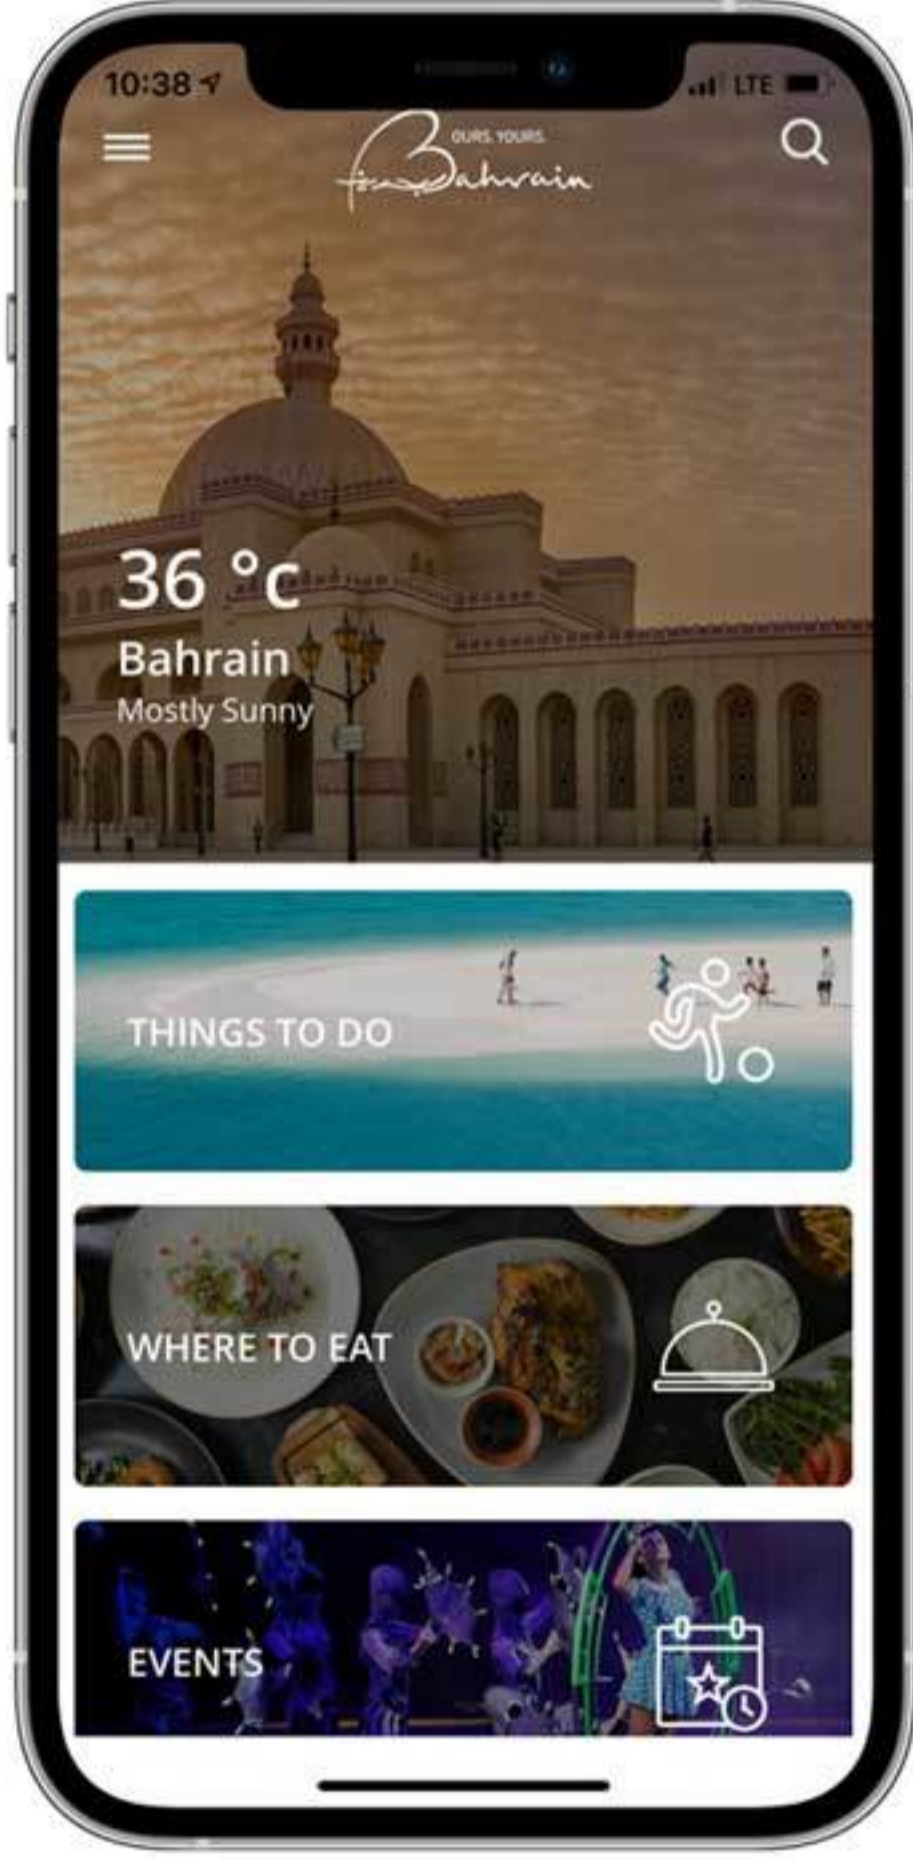 10:38
LTE
OURS. YOURS.
Bahrain
36 °c
Bahrain
Mostly Sunny
THINGS TO DO
WHERE TO EAT
EVENTS